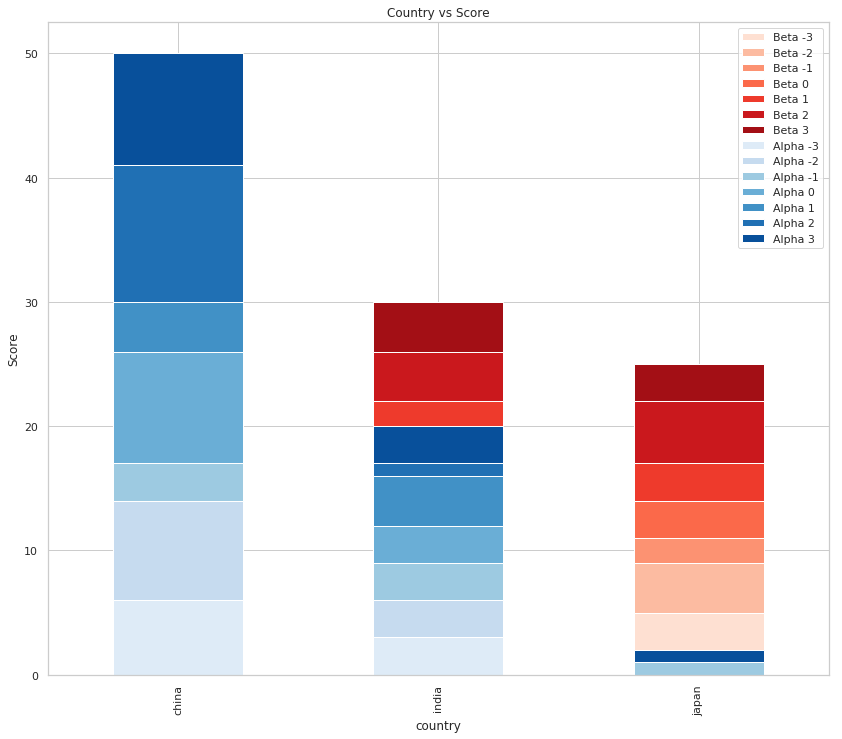 Country vs Score
Score
50
40
30
20
10
0
Beta -3
Beta -2
Beta -1
Beta 0
Beta 1
Beta 2
Beta 3
Alpha -3
Alpha -2
Alpha -1
Alpha 0
Alpha 1
Alpha 2
Alpha 3
china
india
japan
country